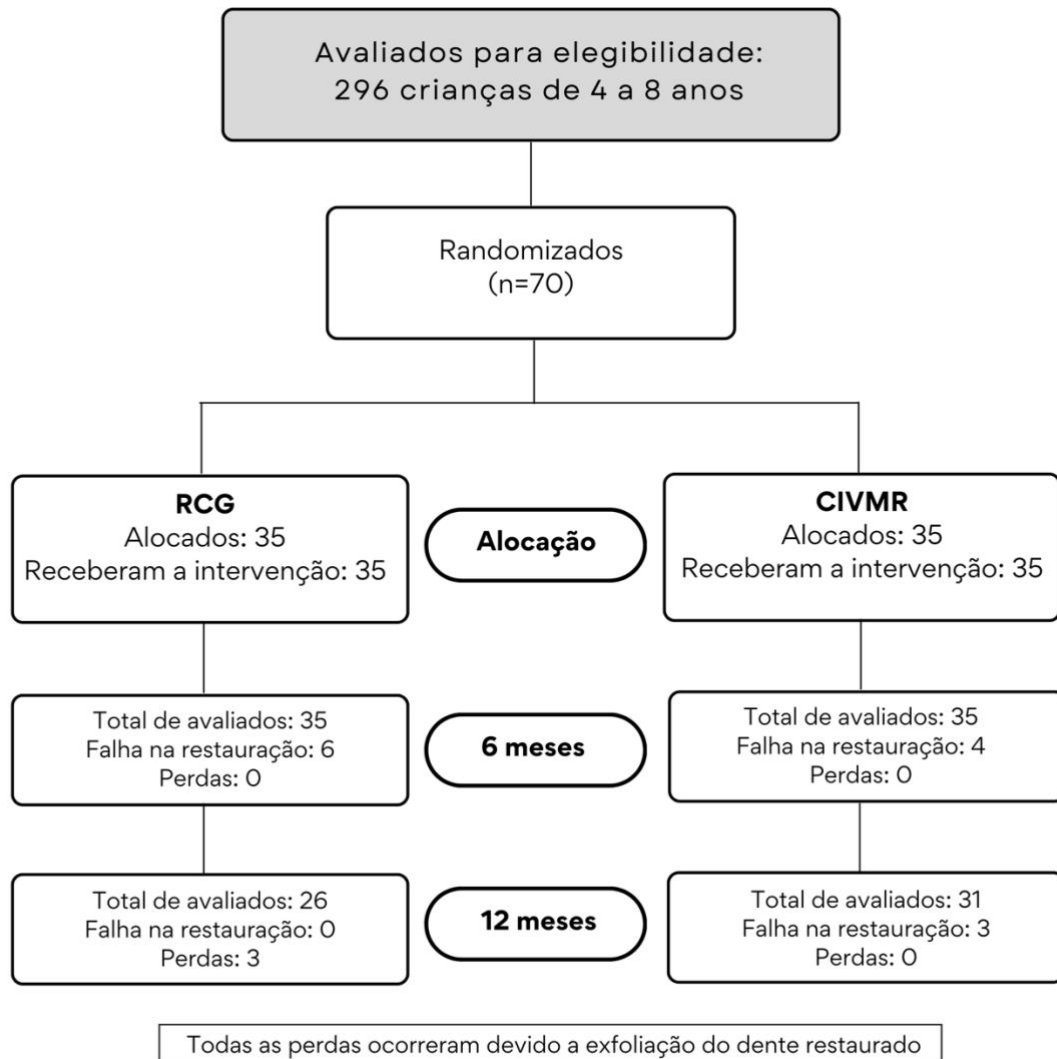 Avaliados para elegibilidade:
296 crianças de 4 a 8 anos
Randomizados
(n=70)
RCG
Alocados: 35
Receberam a intervenção: 35
Alocação
CIVMR
Alocados: 35
Receberam a intervenção: 35
Total de avaliados: 35
Falha na restauração: 6
Perdas: 0
6 meses
Total de avaliados: 35
Falha na restauração: 4
Perdas: 0
Total de avaliados: 26
Falha na restauração: 0
Perdas: 3
12 meses
Total de avaliados: 31
Falha na restauração: 3
Perdas: 0
Todas as perdas ocorreram devido a exfoliação do dente restaurado